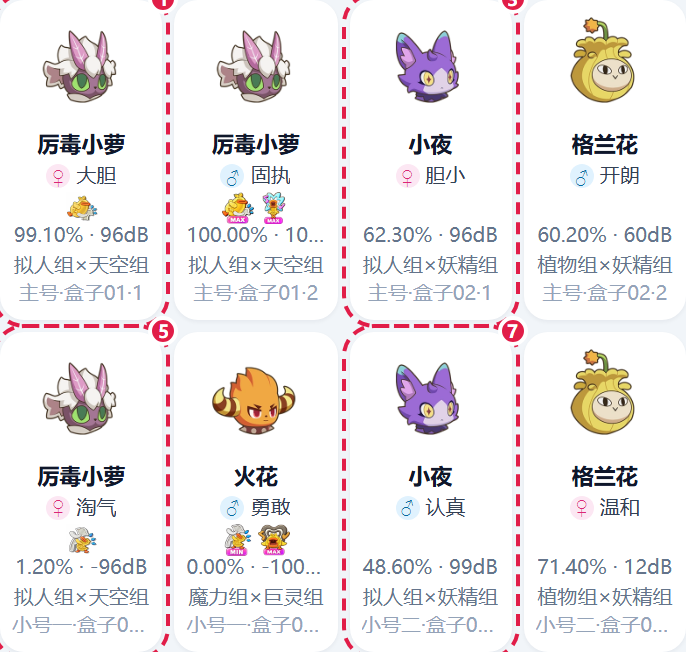 1
3
厉毒小萝
厉毒小萝
小夜
格兰花
♀ 大胆
♂ 固执
♀ 胆小
♂ 开朗
MAX
MAX
99.10% · 96dB
100.00% · 10...
62.30% · 96dB
60.20% · 60dB
拟人组×天空组
拟人组×天空组
拟人组×妖精组
植物组×妖精组
主号·盒子01·1
主号·盒子01·2
主号·盒子02·1
主号·盒子02·2
5
7
厉毒小萝
火花
小夜
格兰花
♀ 淘气
♂ 勇敢
♂ 认真
♀ 温和
MIN
MAX
1.20% · -96dB
0.00% · -100...
48.60% · 99dB
71.40% · 12dB
拟人组×天空组
魔力组×巨灵组
拟人组×妖精组
植物组×妖精组
小号一·盒子0...
小号一·盒子0...
小号二·盒子0...
小号二·盒子0...